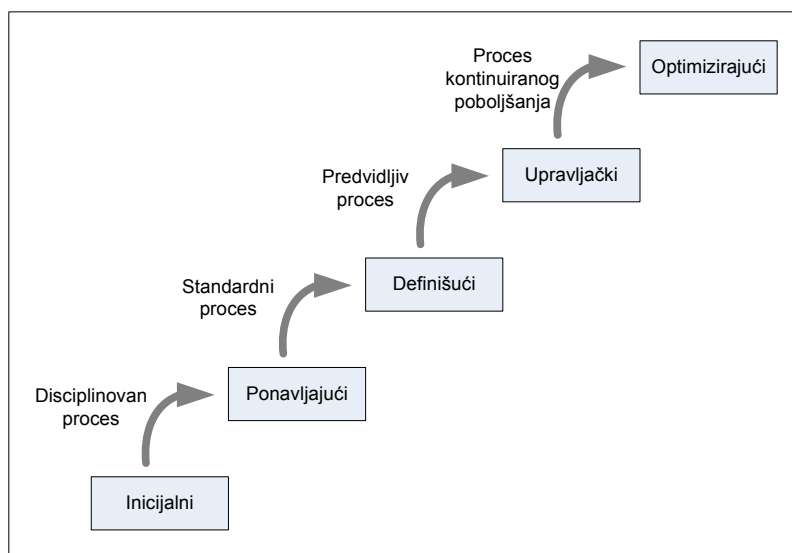 Proces
kontinuiranog
poboljšanja
Optimizirajući
Predvidljiv
proces
Upravljački
Standardni
proces
Definišući
Disciplinovan
proces
Ponavljajući
Inicijalni